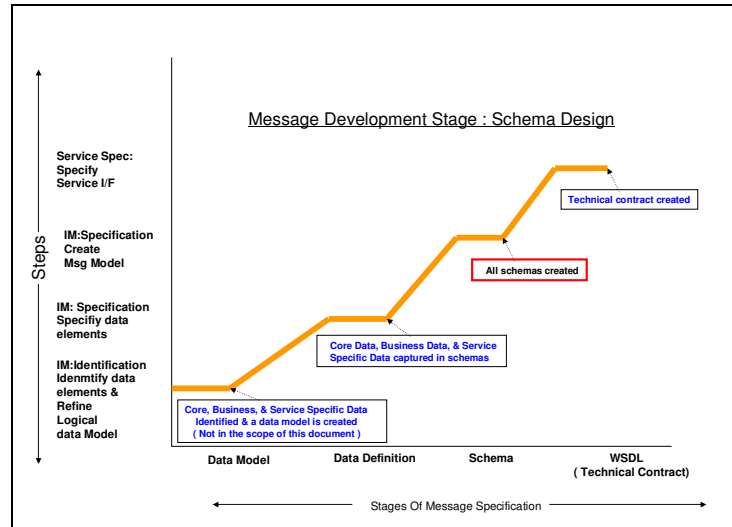 Message Development Stage : Schema Design
Steps
Service Spec:
Specify
Service I/F
IM:Specification
Create
Msg Model
IM: Specification
Specifiy data
elements
IM:Identification
Idenmtify data
elements &
Refine
Logical
data Model
Technical contract created
All schemas created
Core Data, Business Data, & Service
Specific Data captured in schemas
Core, Business, & Service Specific Data
Identified & a data model is created
( Not in the scope of this document )
Data Model
Data Definition
Schema
WSDL
( Technical Contract)
Stages Of Message Specification